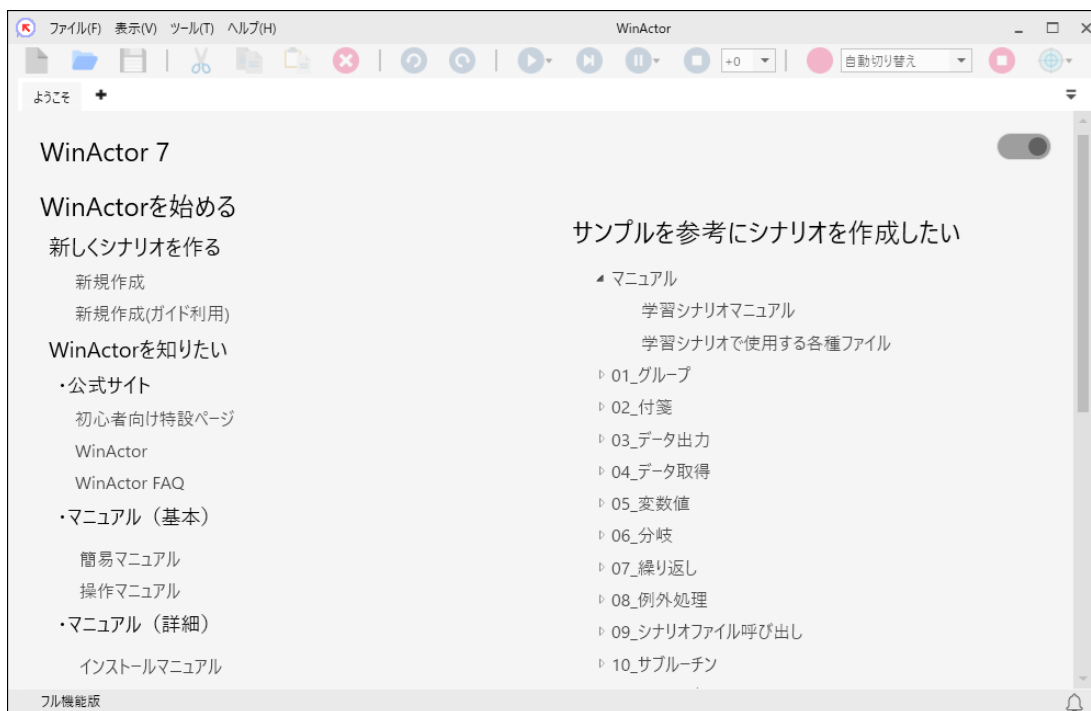 ファイル(F) 表示(V) ツール(T) ヘルプ(H) WinActor
+0 自動切り替え
ようこそ
WinActor 7
WinActorを始める
新しくシナリオを作る
新規作成
新規作成(ガイド利用)
WinActorを知りたい
・公式サイト
初心者向け特設ページ
WinActor
WinActor FAQ
・マニュアル（基本）
簡易マニュアル
操作マニュアル
・マニュアル（詳細）
インストールマニュアル
サンプルを参考にシナリオを作成したい
マニュアル
学習シナリオマニュアル
学習シナリオで使用する各種ファイル
01_グループ
02_付箋
03_データ出力
04_データ取得
05_変数値
06_分岐
07_繰り返し
08_例外処理
09_シナリオファイル呼び出し
10_サブルーチン
フル機能版